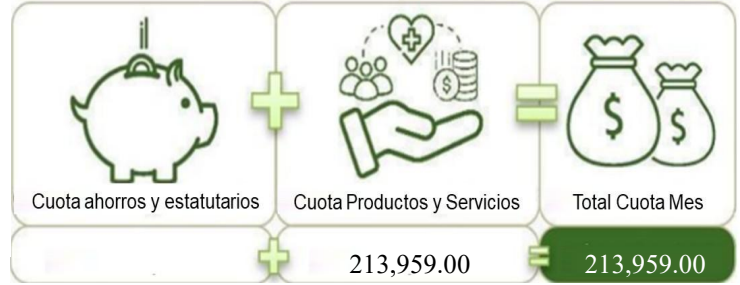 Cuota ahorros y estatutarios
Cuota Productos y Servicios
Total Cuota Mes
213,959.00
213,959.00